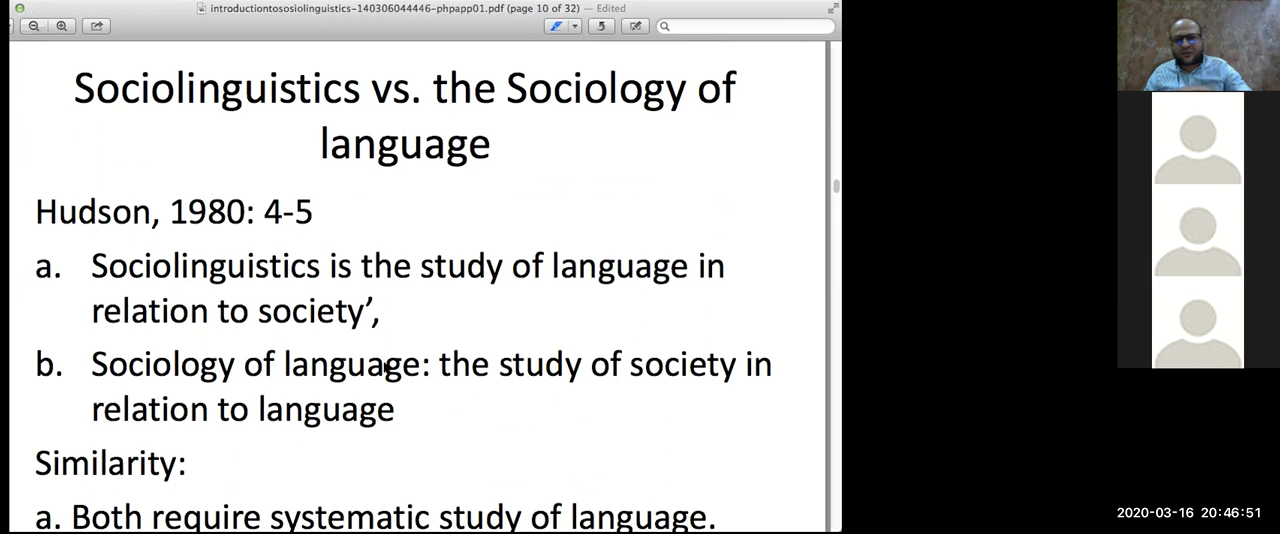 introductiontososiolinguistics-140306044446-phpapp01.pdf (page 10 of 32) — Edited
Sociolinguistics vs. the Sociology of
language
Hudson, 1980: 4-5
a. Sociolinguistics is the study of language in
relation to society’,
b. Sociology of language: the study of society in
relation to language
Similarity:
a. Both require systematic study of language.
2020-03-16 20:46:51